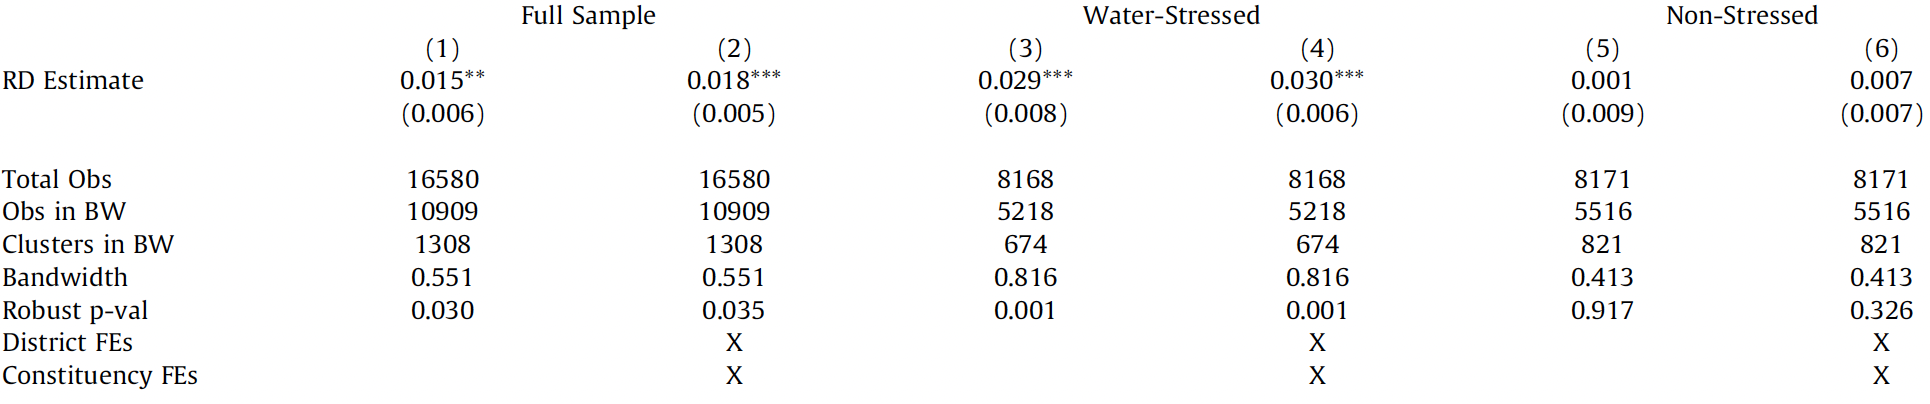 Full Sample Water-Stressed Non-Stressed
(1) (2) (3) (4) (5) (6)
RD Estimate 0.015** 0.018*** 0.029*** 0.030*** 0.001 0.007
(0.006) (0.005) (0.008) (0.006) (0.009) (0.007)
Total Obs 16580 16580 8168 8168 8171 8171
Obs in BW 10909 10909 5218 5218 5516 5516
Clusters in BW 1308 1308 674 674 821 821
Bandwidth 0.551 0.551 0.816 0.816 0.413 0.413
Robust p-val 0.030 0.035 0.001 0.001 0.917 0.326
District FEs X X X
Constituency FEs X X X